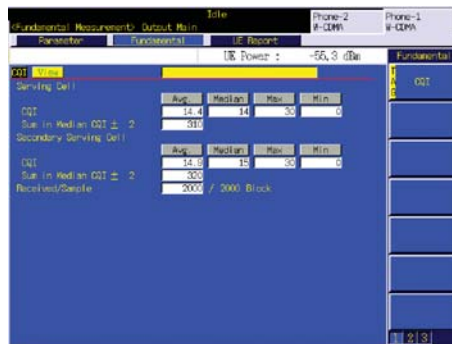 Idle
Phone-2 Phone-1
<Fundamental Measurement> Output Main W-CDMA W-CDMA
Parameter Fundamental UE Report
UE Power : -55.3 dBm Fundamental
CQI View
TAG
CQI
Serving Cell
Avg. Median Max Min
CQI 14.4 14 30 0
Sum in Median CQI ± 2 310
Secondary Serving Cell
Avg. Median Max Min
CQI 14.9 15 30 0
Sum in Median CQI ± 2 320
Received/Sample 2000 / 2000 Block
1 2 3